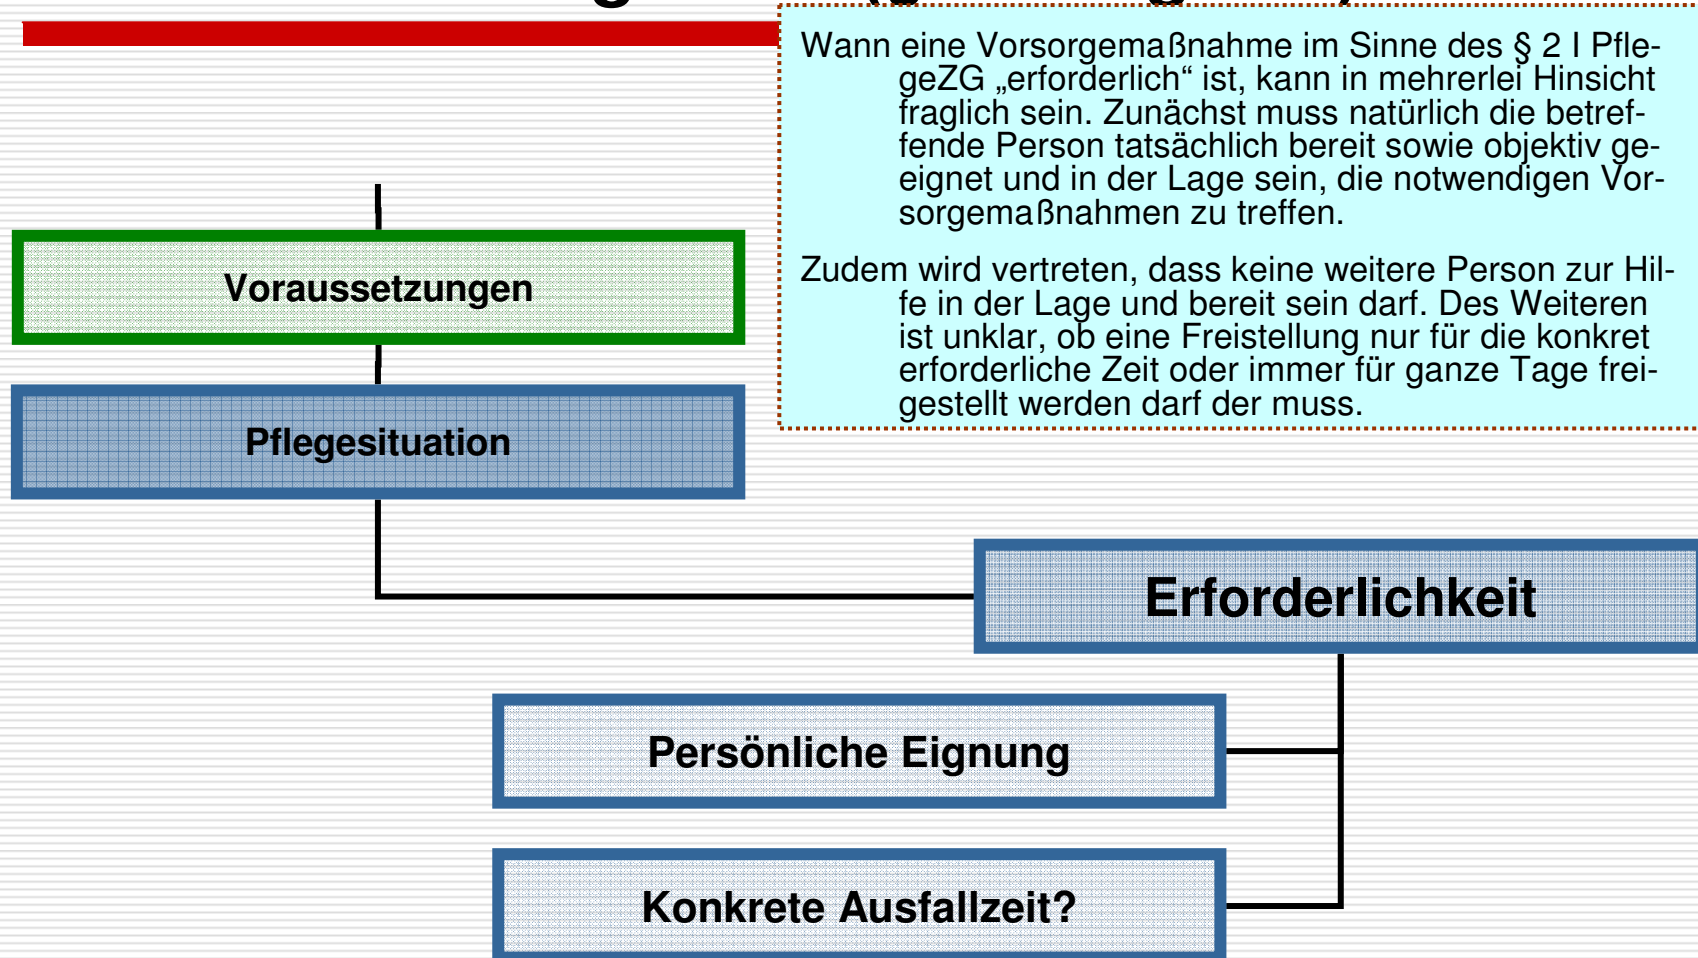 Wann eine Vorsorgemaßnahme im Sinne des § 2 I Pfle-
geZG „erforderlich“ ist, kann in mehrerlei Hinsicht
fraglich sein. Zunächst muss natürlich die betref-
fende Person tatsächlich bereit sowie objektiv ge-
eignet und in der Lage sein, die notwendigen Vor-
sorgemaßnahmen zu treffen.
Zudem wird vertreten, dass keine weitere Person zur Hil-
fe in der Lage und bereit sein darf. Des Weiteren
ist unklar, ob eine Freistellung nur für die konkret
erforderliche Zeit oder immer für ganze Tage frei-
gestellt werden darf der muss.
Voraussetzungen
Pflegesituation
Erforderlichkeit
Persönliche Eignung
Konkrete Ausfallzeit?